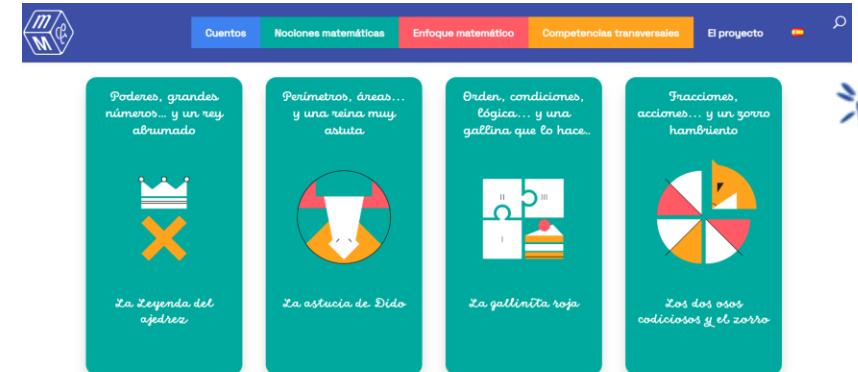 m
&
M
Cuentos
Nociones matemáticas
Enfoque matemático
Competencias transversales
El proyecto
Poderes, grandes
números... y un rey
abrumado
Perímetros, áreas...
y una reina muy
astuta
Orden, condiciones,
lógica... y una
gallina que lo hace..
Fracciones,
acciones... y un zorro
hambriento
II
III
I
La Leyenda del
ajedrez
La astucia de Dido
La gallinita roja
Los dos osos
codiciosos y el zorro